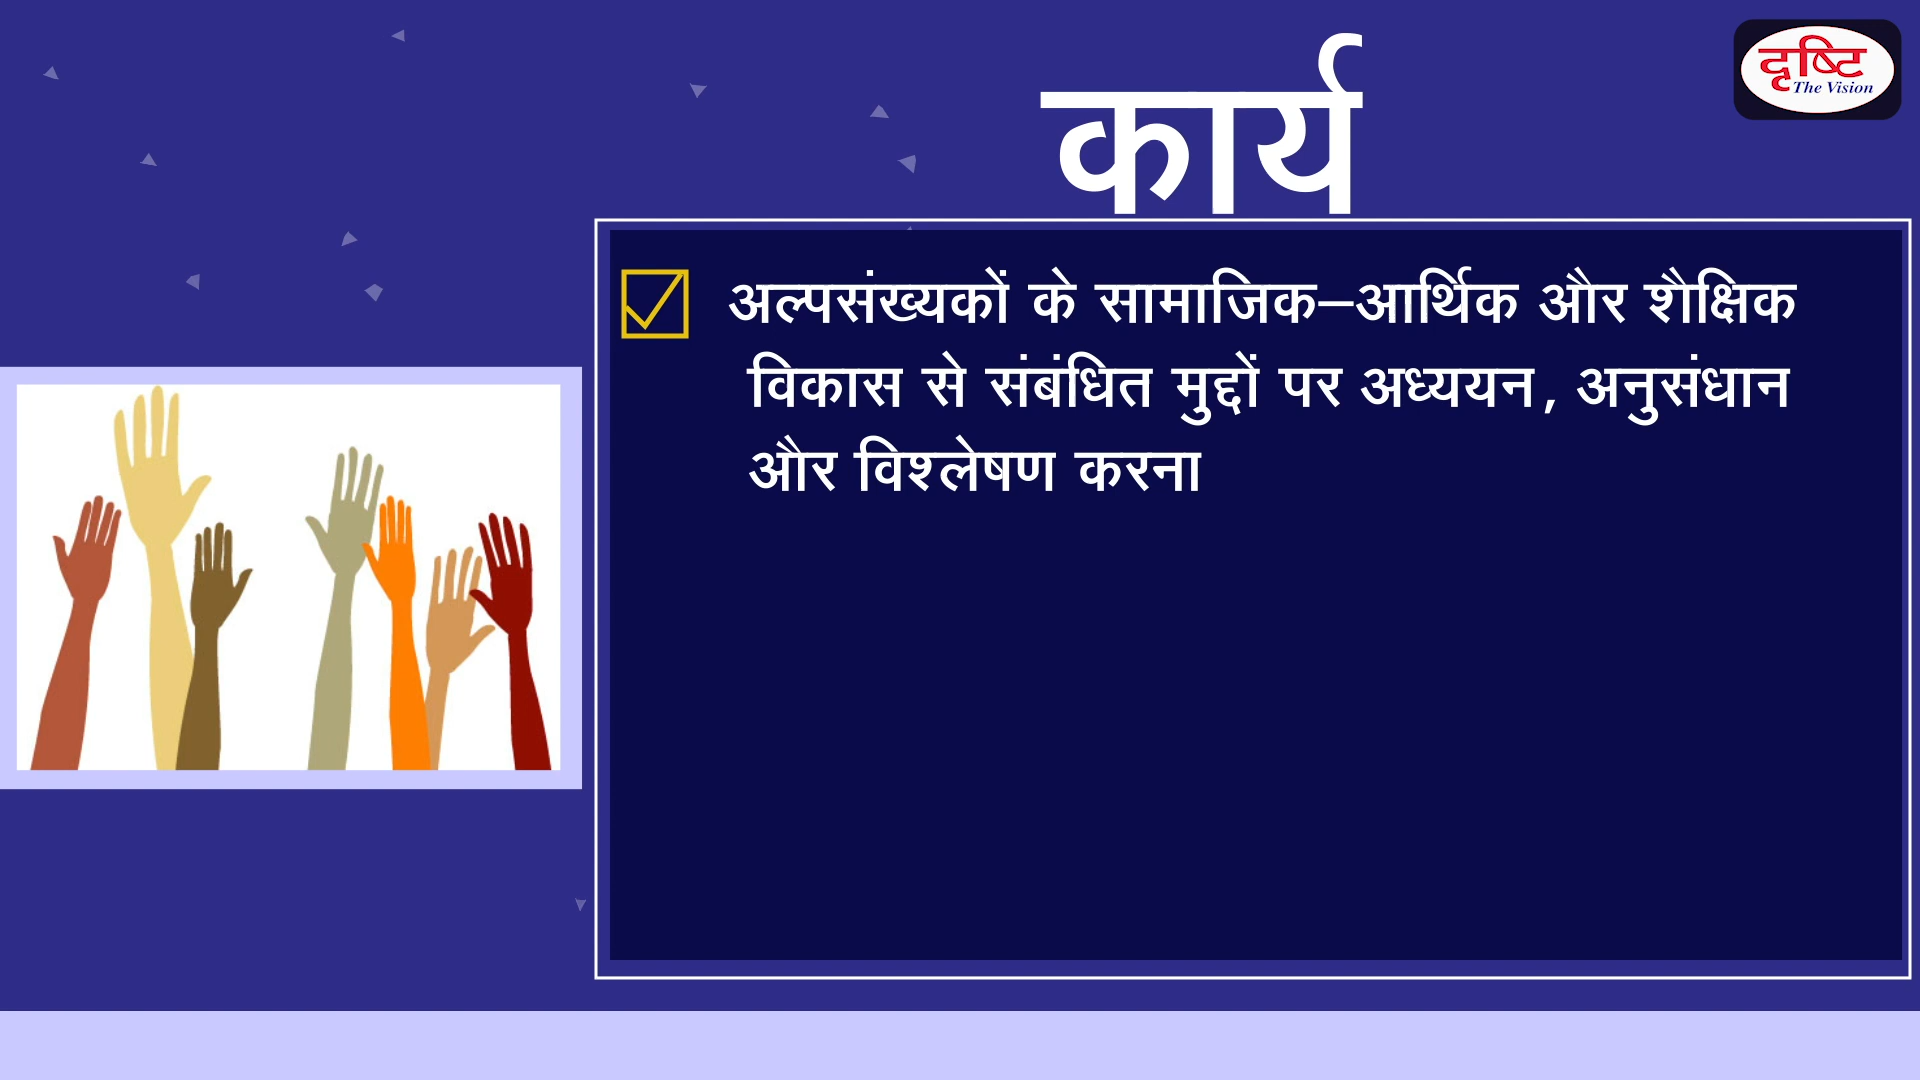 कार्य
दृष्टि
The Vision
अल्पसंख्यकों के सामाजिक–आर्थिक और शैक्षिक
विकास से संबंधित मुद्दों पर अध्ययन, अनुसंधान
और विश्लेषण करना